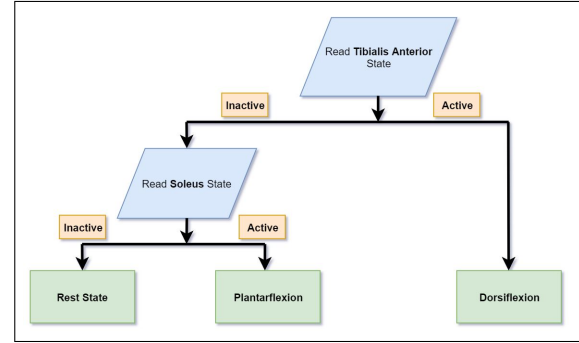 Read Tibialis Anterior
State
Inactive
Active
Read Soleus State
Inactive
Active
Rest State
Plantarflexion
Dorsiflexion